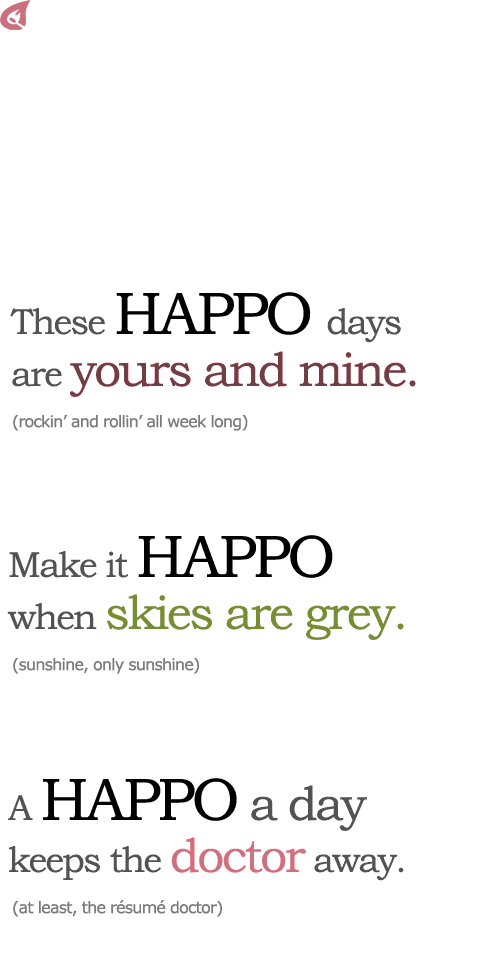 These HAPPO days
are yours and mine.
(rockin’ and rollin’ all week long)
Make it HAPPO
when skies are grey.
(sunshine, only sunshine)
A HAPPO a day
keeps the doctor away.
(at least, the résumé doctor)